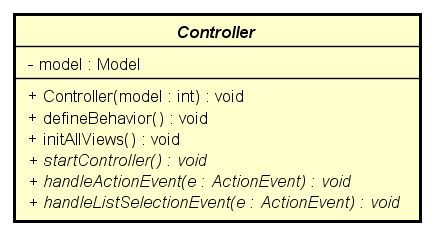 Controller
- model : Model
+ Controller(model : int) : void
+ defineBehavior() : void
+ initAllViews() : void
+ startController() : void
+ handleActionEvent(e : ActionEvent) : void
+ handleListSelectionEvent(e : ActionEvent) : void